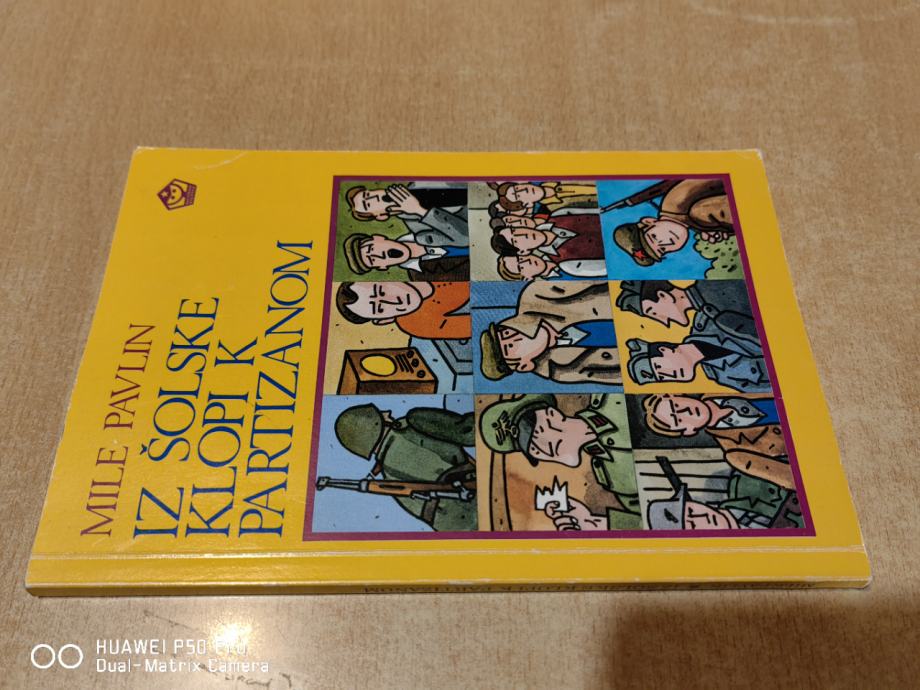 MILE PAVLIN
IZ ŠOLSKE
KLOPI K
PARTIZANOM
HUAWEI P50 Pro
Dual-Matrix Camera